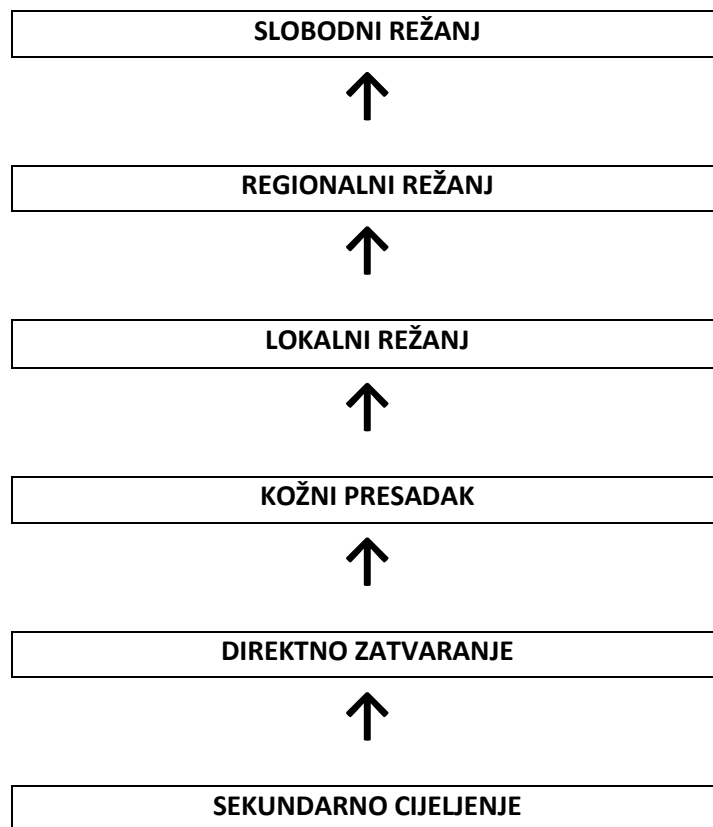 SLOBODNI REŽANJ
REGIONALNI REŽANJ
LOKALNI REŽANJ
KOŽNI PRESADAK
DIREKTNO ZATVARANJE
SEKUNDARNO CIJELJENJE